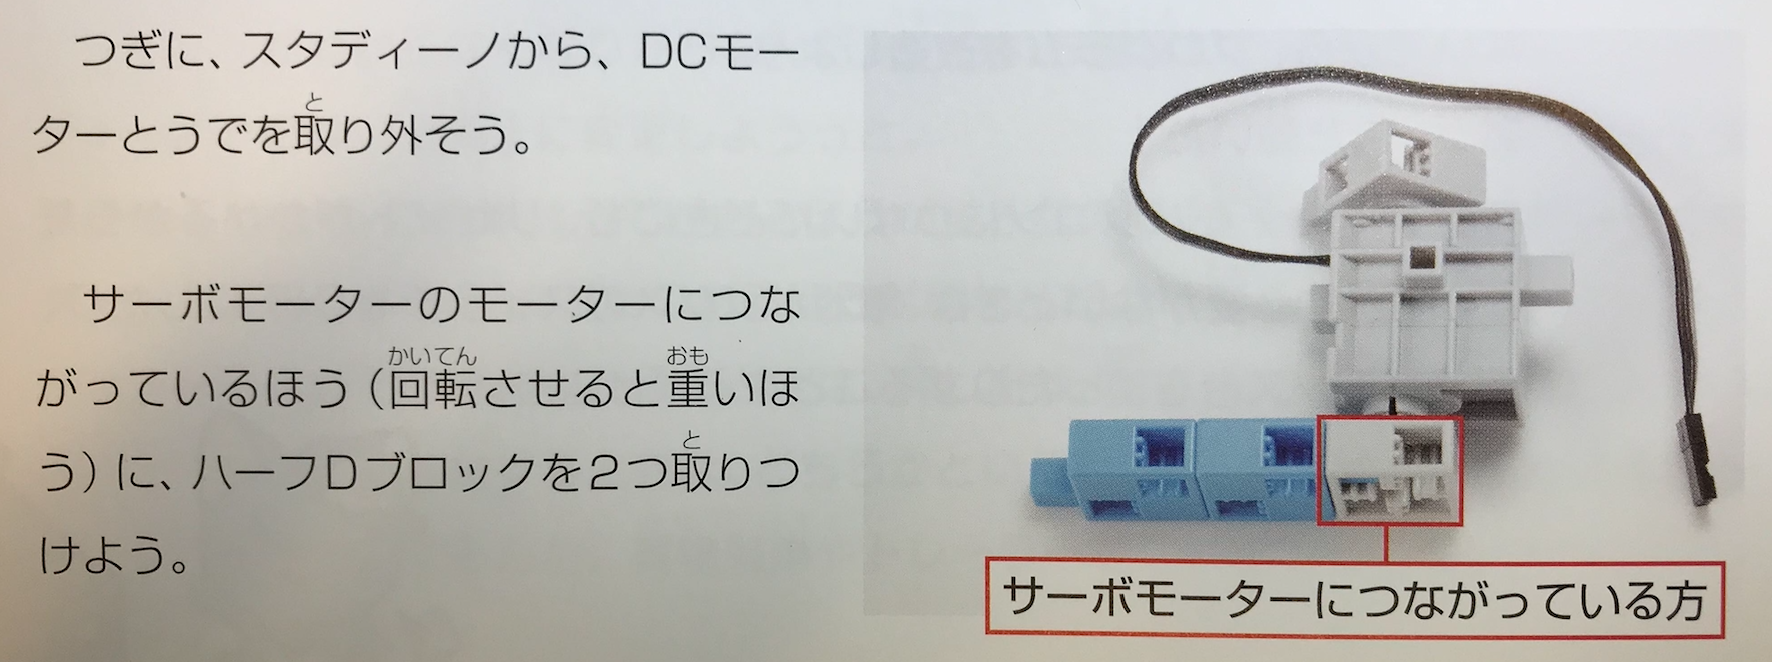 つぎに、スタディーノから、DCモー
ターとうでを取り外そう。
サーボモーターのモーターにつな
がっているほう(回転させると重いほ
う)に、ハーフDブロックを2つ取りつ
けよう。
サーボモーターにつながっている方